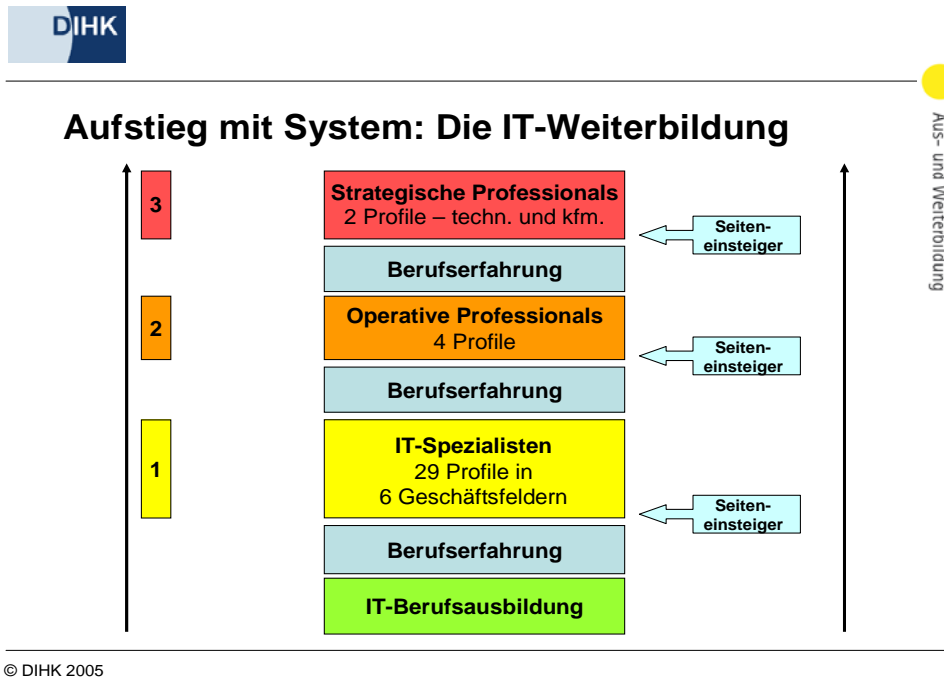 DIHK
Aus- und Weiterbildung
Aufstieg mit System: Die IT-Weiterbildung
3
Strategische Professionals
2 Profile – techn. und kfm.
Seiten-
einsteiger
Berufserfahrung
2
Operative Professionals
4 Profile
Seiten-
einsteiger
Berufserfahrung
1
IT-Spezialisten
29 Profile in
6 Geschäftsfeldern
Seiten-
einsteiger
Berufserfahrung
IT-Berufsausbildung
© DIHK 2005